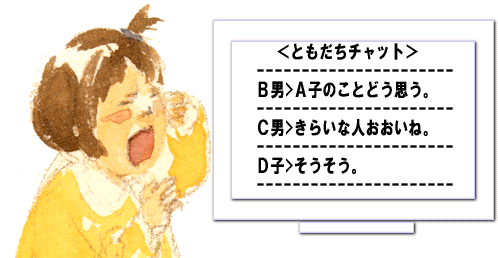 ＜ともだちチャット＞
Ｂ男>Ａ子のことどう思う。
Ｃ男>きらいな人おおいね。
Ｄ子>そうそう。